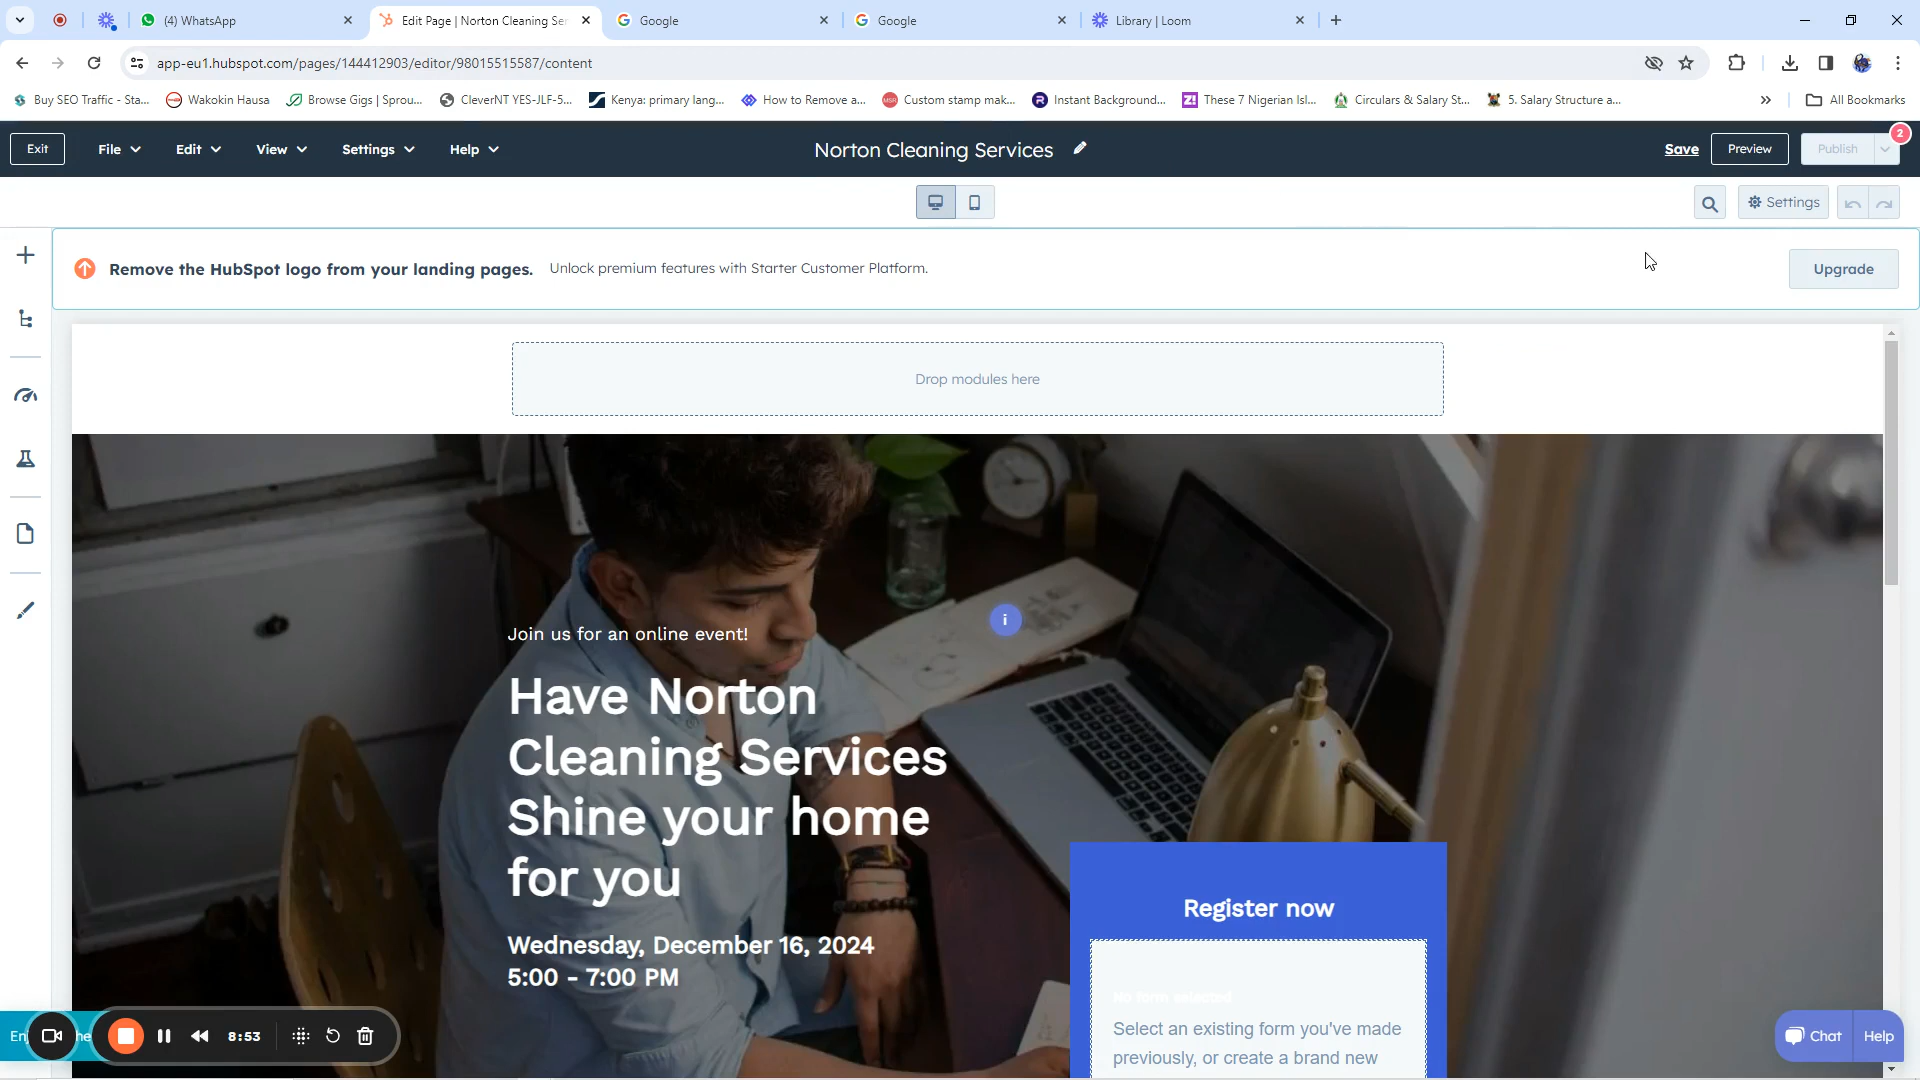 (4) WhatsApp
Edit Page | Norton Cleaning Se
Google
Google
Library | Loom
app-eu1.hubspot.com/pages/144412903/editor/98015515587/content
Buy SEO Traffic - Sta...
Wakokin Hausa
Browse Gigs | Sprou...
CleverNT YES-JLF-5...
Kenya: primary lang...
How to Remove a...
Custom stamp mak...
Instant Background...
These 7 Nigerian Isl...
Circulars & Salary St...
5. Salary Structure a...
»
All Bookmarks
Exit
File
Edit
View
Settings
Help
Norton Cleaning Services
Save
Preview
Publish
2
Settings
Remove the HubSpot logo from your landing pages.
Unlock premium features with Starter Customer Platform.
Upgrade
Drop modules here
i
Join us for an online event!
Have Norton
Cleaning Services
Shine your home
for you
Wednesday, December 16, 2024
5:00 - 7:00 PM
Register now
No form selected
Select an existing form you've made
previously, or create a brand new
8:53
Chat
Help